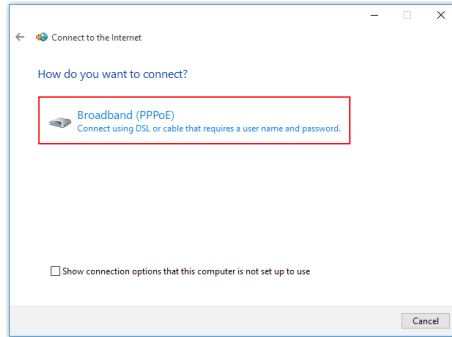 Connect to the Internet
How do you want to connect?
Broadband (PPPoE)
Connect using DSL or cable that requires a user name and password.
Show connection options that this computer is not set up to use
Cancel